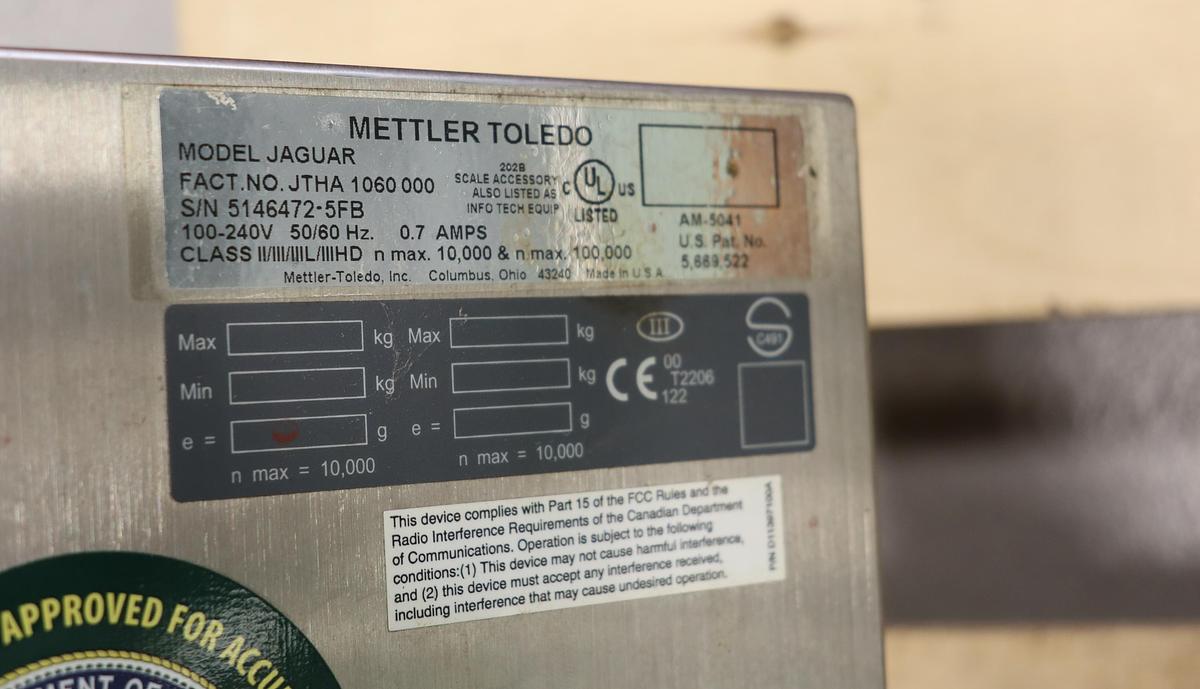 METTLER TOLEDO
MODEL JAGUAR
FACT.NO. JTHA 1060 000
S/N 5146472-5FB
100-240V 50/60 Hz. 0.7 AMPS
CLASS II/III/IIIL/IIIHD n max. 10,000 & n max. 100,000
Mettler-Toledo, Inc. Columbus, Ohio 43240 Made in U S A
202B
SCALE ACCESSORY
ALSO LISTED AS
INFO TECH EQUIP
C UL US
LISTED
AM-5041
U.S. Pat. No.
5,669,522
Max kg Max kg
Min kg Min kg
e = g e = g
n max = 10,000 n max = 10,000
III
CE 00
T2206
122
S
C491
This device complies with Part 15 of the FCC Rules and the
Radio Interference Requirements of the Canadian Department
of Communications. Operation is subject to the following
conditions:(1) This device may not cause harmful interference,
and (2) this device must accept any interference received,
including interference that may cause undesired operation.
P/N D11367100A
APPROVED FOR ACCU
MENT OF